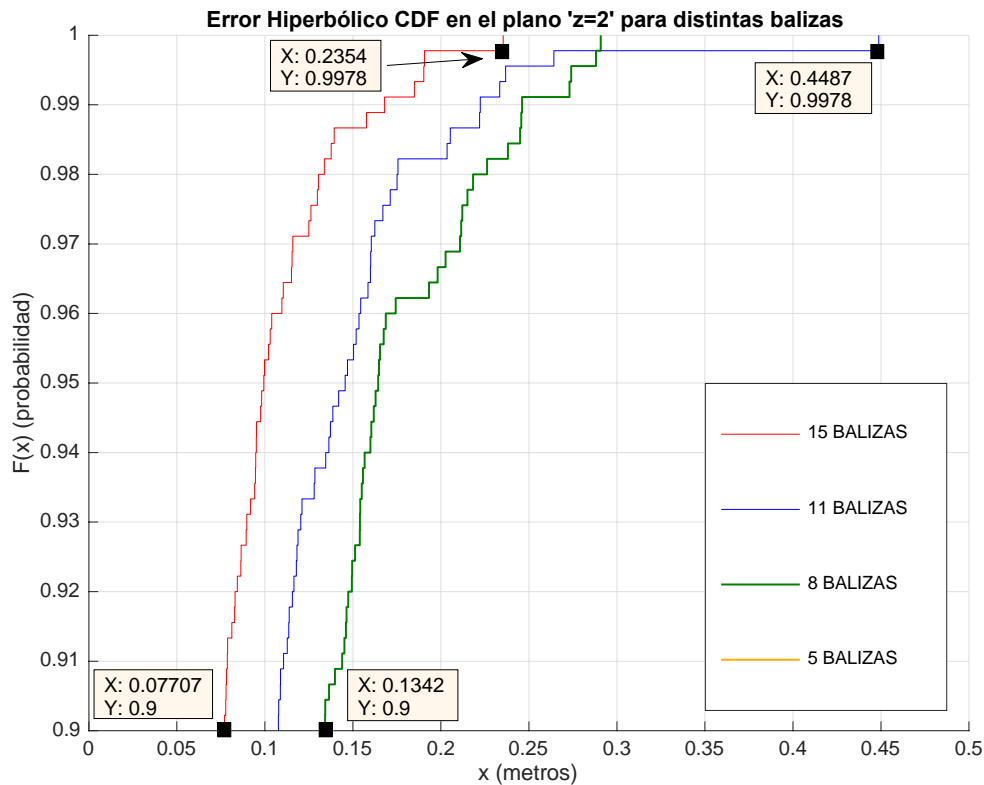 Error Hiperbólico CDF en el plano 'z=2' para distintas balizas
X: 0.2354
Y: 0.9978
X: 0.4487
Y: 0.9978
X: 0.07707
Y: 0.9
X: 0.1342
Y: 0.9
15 BALIZAS
11 BALIZAS
8 BALIZAS
5 BALIZAS
F(x) (probabilidad)
1
0.99
0.98
0.97
0.96
0.95
0.94
0.93
0.92
0.91
0.9
0
0.05
0.1
0.15
0.2
0.25
0.3
0.35
0.4
0.45
0.5
x (metros)